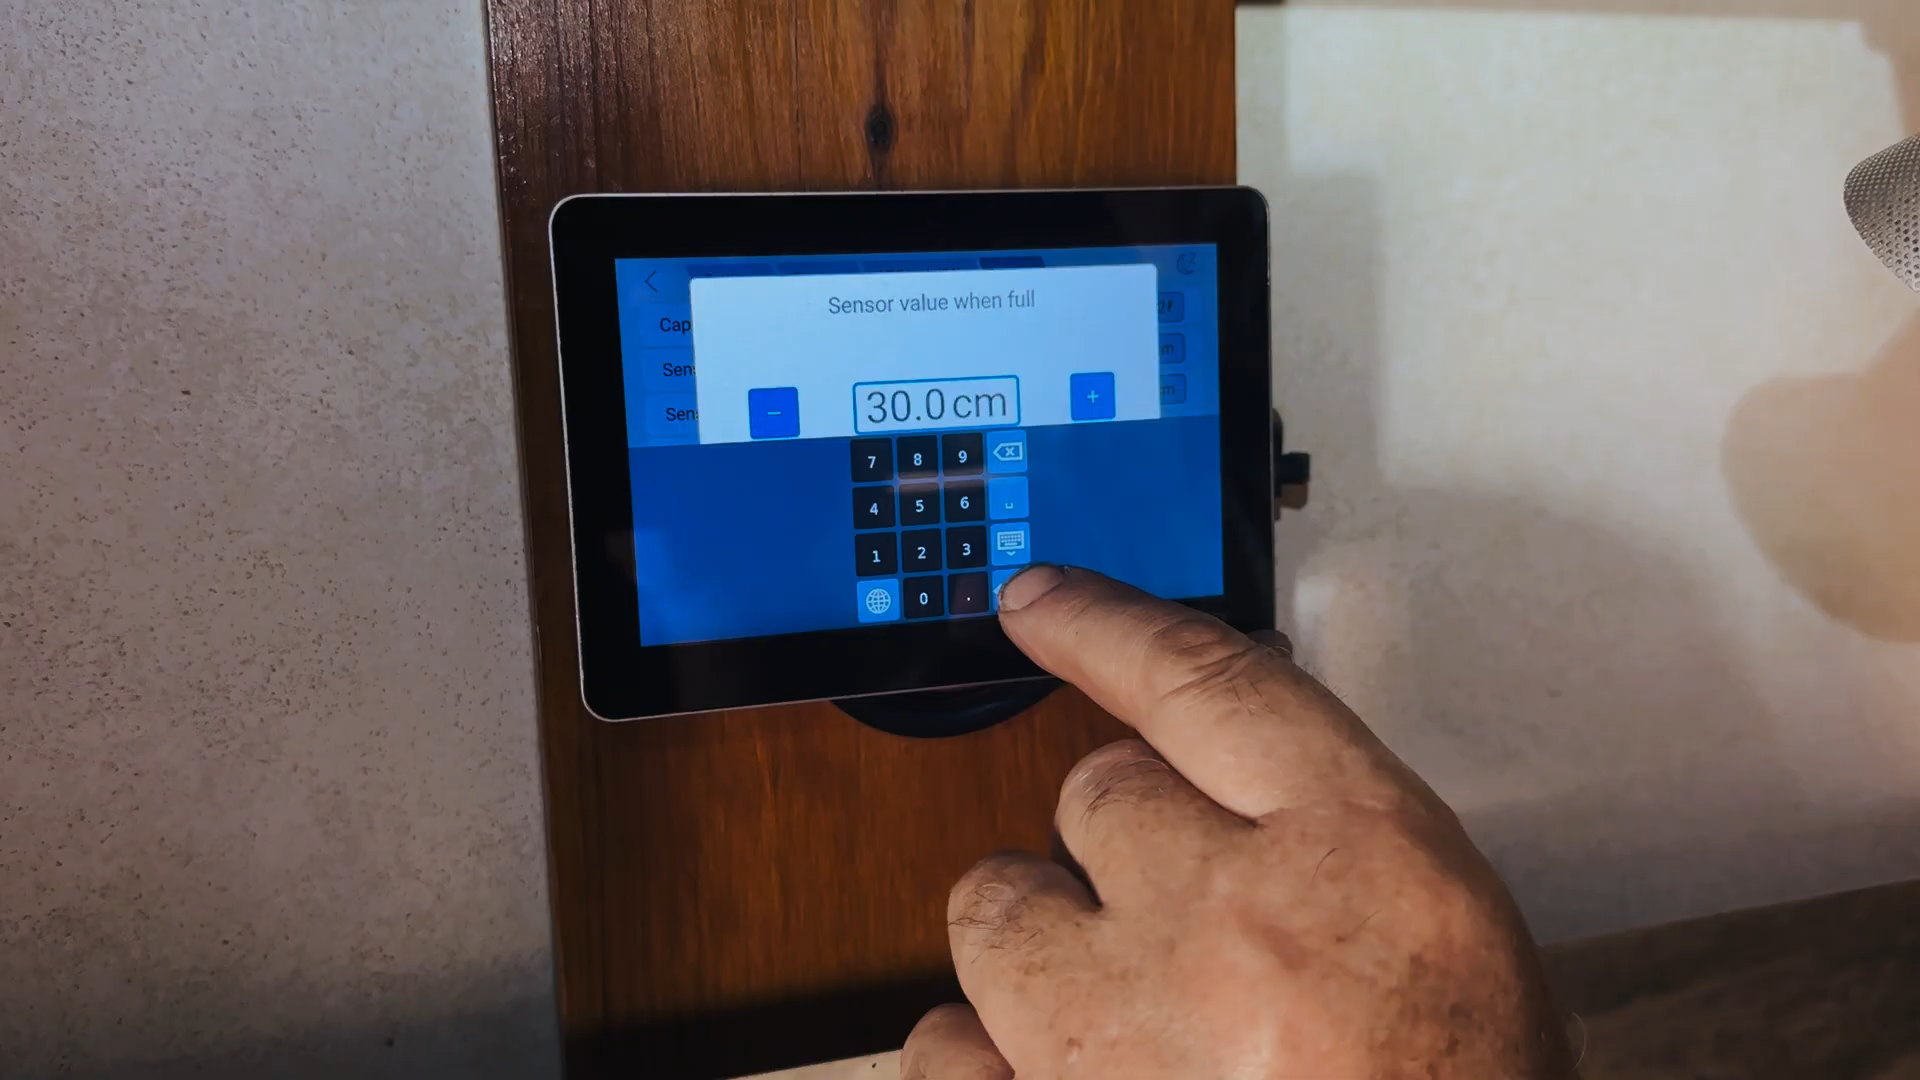 Sensor value when full
Cap
Sen
Sen
m
− 30.0 cm +
7 8 9
4 5 6
1 2 3
0 .